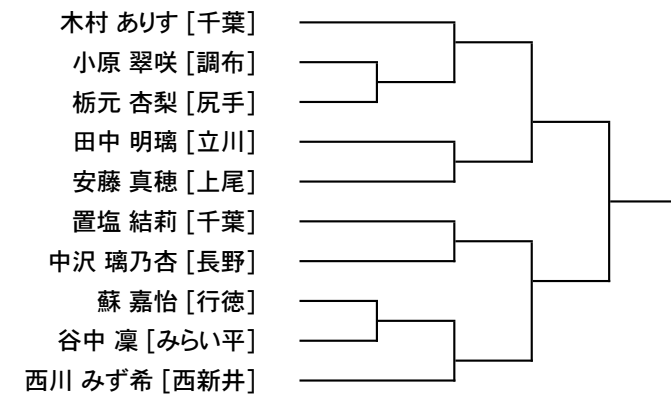 木村 ありす [千葉]
小原 翠咲 [調布]
栃元 杏梨 [尻手]
田中 明璃 [立川]
安藤 真穂 [上尾]
置塩 結莉 [千葉]
中沢 璃乃杏 [長野]
蘇 嘉怡 [行徳]
谷中 凜 [みらい平]
西川 みず希 [西新井]